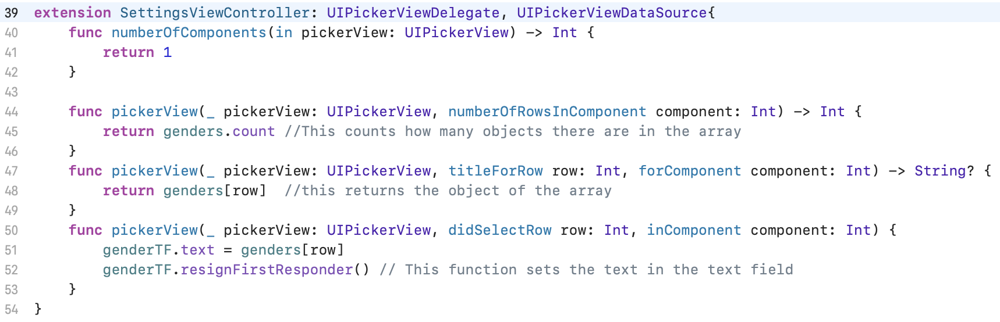 39 extension SettingsViewController: UIPickerViewDelegate, UIPickerViewDataSource{
40     func numberOfComponents(in pickerView: UIPickerView) -> Int {
41         return 1
42     }
43
44     func pickerView(_ pickerView: UIPickerView, numberOfRowsInComponent component: Int) -> Int {
45         return genders.count //This counts how many objects there are in the array
46     }
47     func pickerView(_ pickerView: UIPickerView, titleForRow row: Int, forComponent component: Int) -> String? {
48         return genders[row]  //this returns the object of the array
49     }
50     func pickerView(_ pickerView: UIPickerView, didSelectRow row: Int, inComponent component: Int) {
51         genderTF.text = genders[row]
52         genderTF.resignFirstResponder() // This function sets the text in the text field
53     }
54 }